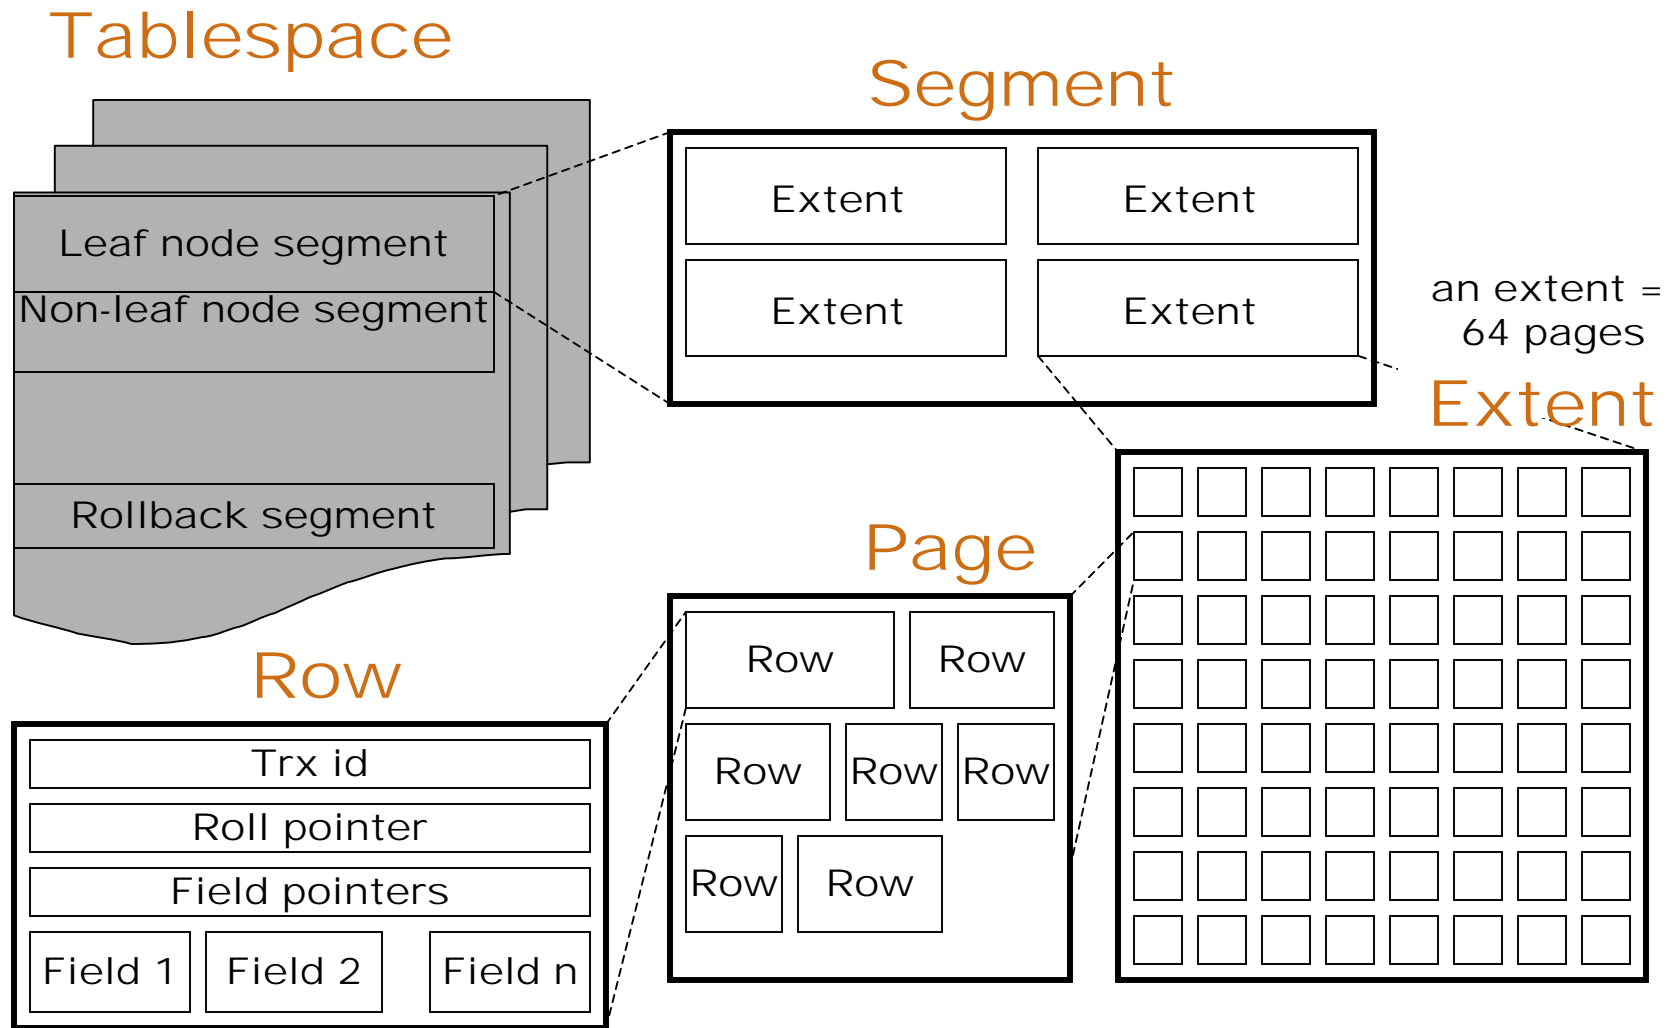 Tablespace
Leaf node segment
Non-leaf node segment
Rollback segment
Segment
Extent
Extent
Extent
Extent
an extent =
64 pages
Extent
Page
Row
Row
Row
Row
Row
Row
Row
Row
Trx id
Roll pointer
Field pointers
Field 1
Field 2
Field n